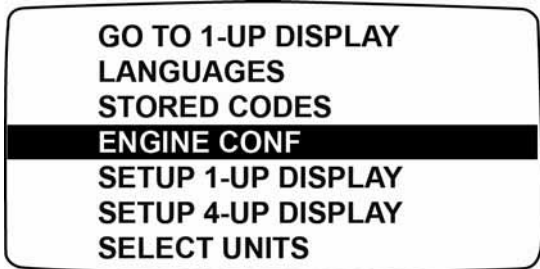 GO TO 1-UP DISPLAY
LANGUAGES
STORED CODES
ENGINE CONF
SETUP 1-UP DISPLAY
SETUP 4-UP DISPLAY
SELECT UNITS